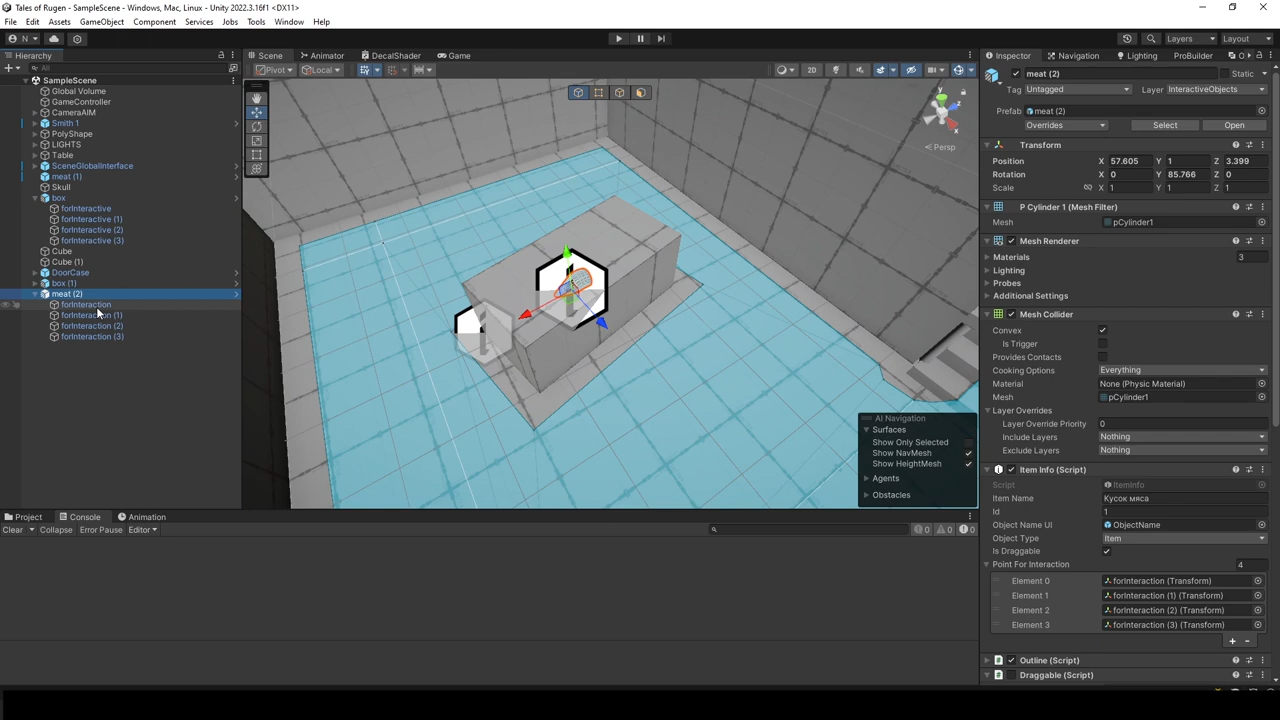 Tales of Rugen - SampleScene - Windows, Mac, Linux - Unity 2022.3.16f1 <DX11>
File Edit Assets GameObject Component Services Jobs Tools Window Help
N Layers Layout
Hierarchy
All
SampleScene
Global Volume
GameController
CameraAIM
Smith 1
PolyShape
LIGHTS
Table
SceneGlobalInterface
meat (1)
Skull
box
forInteractive
forInteractive (1)
forInteractive (2)
forInteractive (3)
Cube
Cube (1)
DoorCase
box (1)
meat (2)
forInteraction
forInteraction (1)
forInteraction (2)
forInteraction (3)
Scene Animator DecalShader Game
Pivot Local 2D
y
x
Persp
AI Navigation
Surfaces
Show Only Selected
Show NavMesh
Show HeightMesh
Agents
Obstacles
Project Console Animation
Clear Collapse Error Pause Editor 0 0 0
Inspector Navigation Lighting ProBuilder
meat (2) Static
Tag Untagged Layer InteractiveObjects
Prefab meat (2)
Overrides Select Open
Transform
Position X 57.605 Y 1 Z 3.399
Rotation X 0 Y 85.766 Z 0
Scale X 1 Y 1 Z 1
P Cylinder 1 (Mesh Filter)
Mesh pCylinder1
Mesh Renderer
Materials 3
Lighting
Probes
Additional Settings
Mesh Collider
Convex
Is Trigger
Provides Contacts
Cooking Options Everything
Material None (Physic Material)
Mesh pCylinder1
Layer Overrides
Layer Override Priority 0
Include Layers Nothing
Exclude Layers Nothing
Item Info (Script)
Script ItemInfo
Item Name Кусок мяса
Id 1
Object Name UI ObjectName
Object Type Item
Is Draggable
Point For Interaction 4
Element 0 forInteraction (Transform)
Element 1 forInteraction (1) (Transform)
Element 2 forInteraction (2) (Transform)
Element 3 forInteraction (3) (Transform)
+ -
Outline (Script)
Draggable (Script)